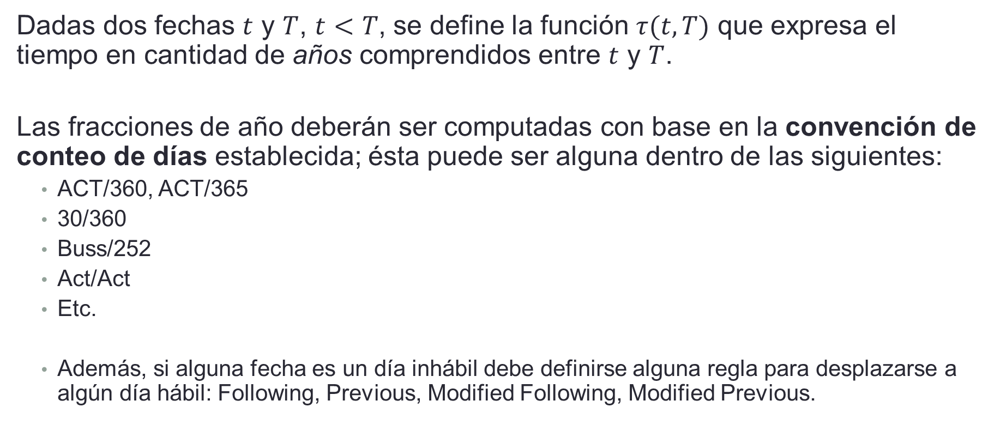 Dadas dos fechas 𝑡 y 𝑇, 𝑡 < 𝑇, se define la función 𝜏(𝑡, 𝑇) que expresa el
tiempo en cantidad de años comprendidos entre 𝑡 y 𝑇.
Las fracciones de año deberán ser computadas con base en la convención de
conteo de días establecida; ésta puede ser alguna dentro de las siguientes:
• ACT/360, ACT/365
• 30/360
• Buss/252
• Act/Act
• Etc.
• Además, si alguna fecha es un día inhábil debe definirse alguna regla para desplazarse a
algún día hábil: Following, Previous, Modified Following, Modified Previous.